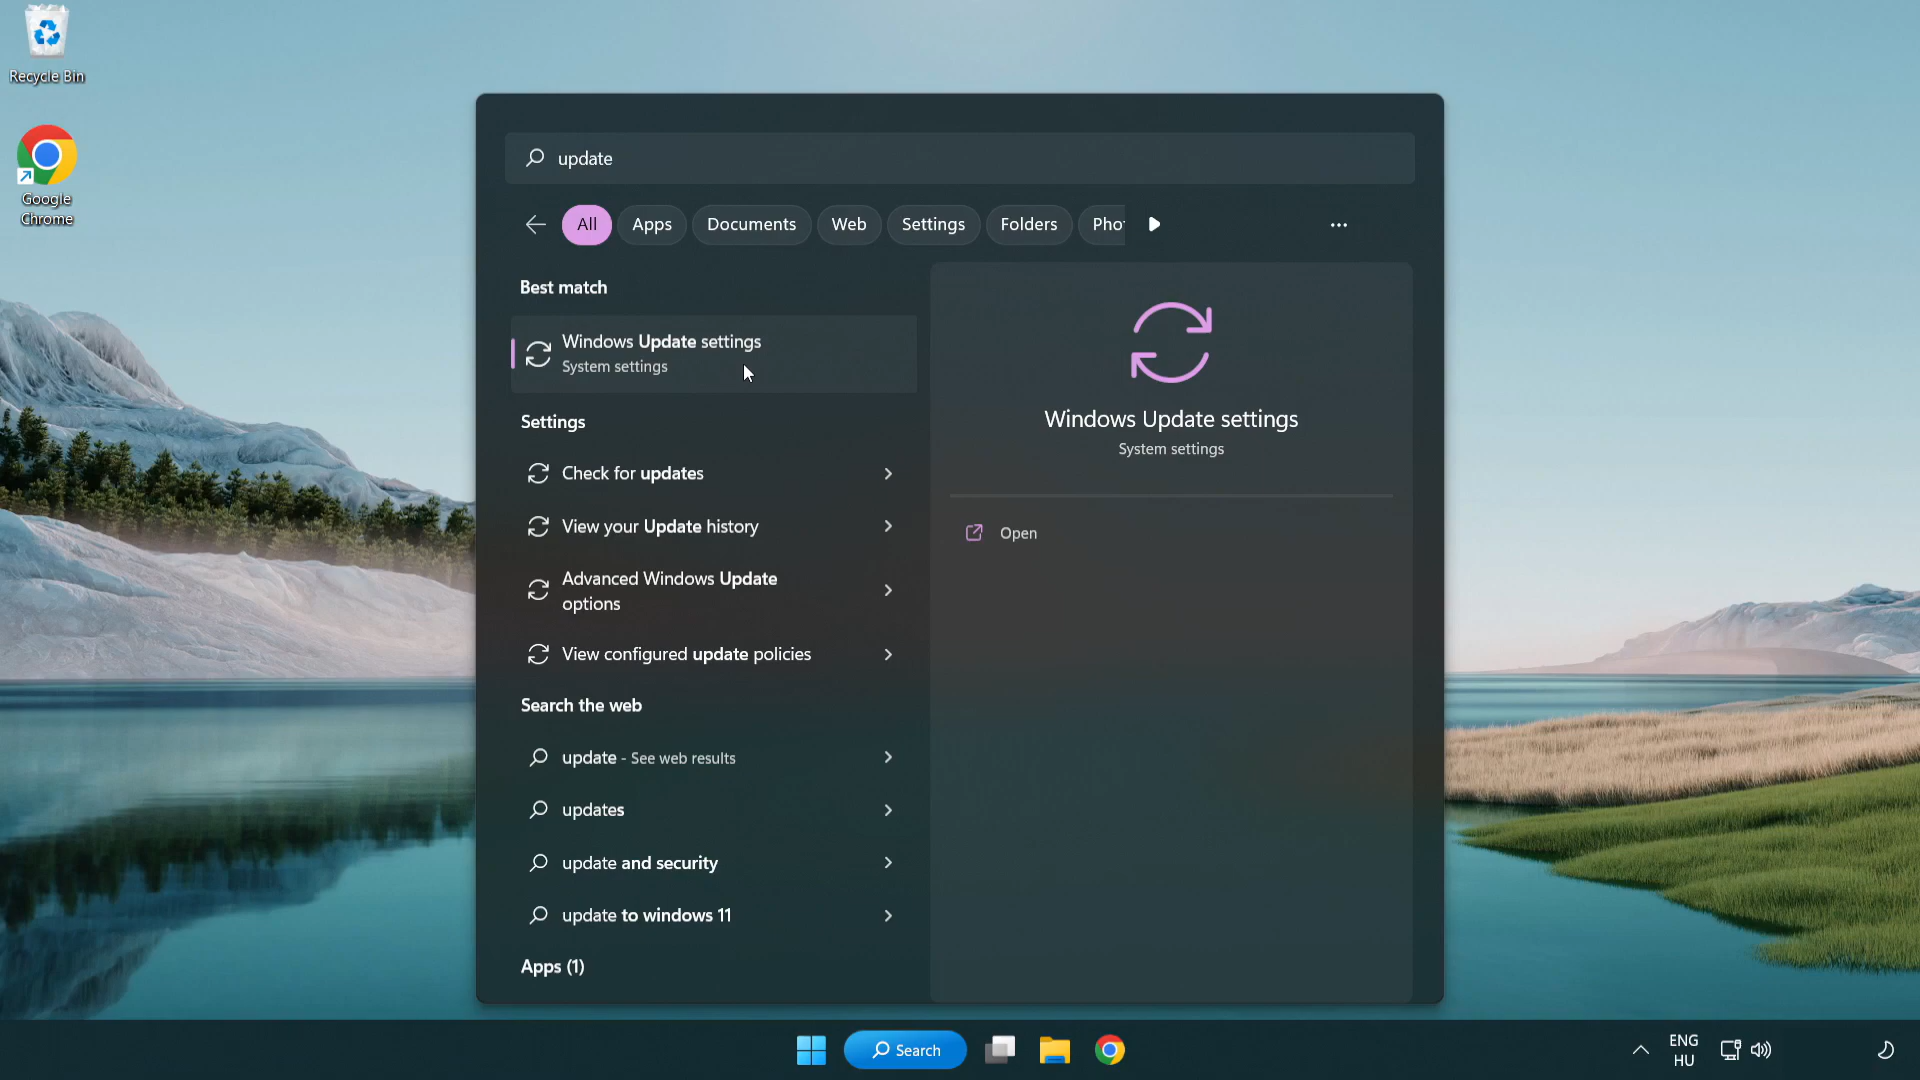 Recycle Bin
Google
Chrome
update
All
Apps
Documents
Web
Settings
Folders
Pho
Best match
Windows Update settings
System settings
Settings
Check for updates
View your Update history
Advanced Windows Update
options
View configured update policies
Search the web
update - See web results
updates
update and security
update to windows 11
Apps (1)
Windows Update settings
System settings
Open
Search
ENG
HU